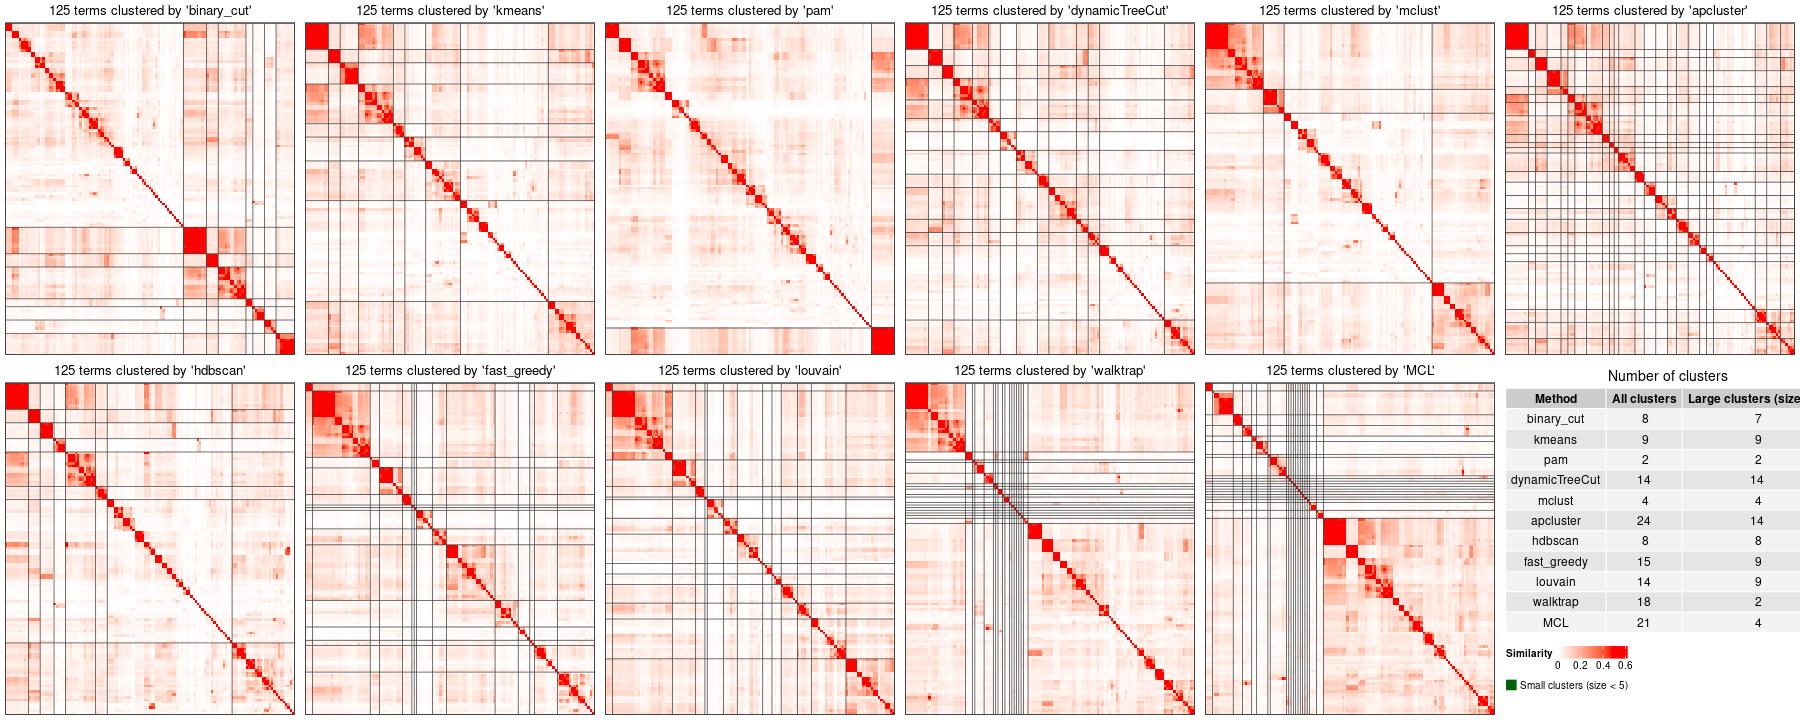 125 terms clustered by 'binary_cut'
125 terms clustered by 'kmeans'
125 terms clustered by 'pam'
125 terms clustered by 'dynamicTreeCut'
125 terms clustered by 'mclust'
125 terms clustered by 'apcluster'
125 terms clustered by 'hdbscan'
125 terms clustered by 'fast_greedy'
125 terms clustered by 'louvain'
125 terms clustered by 'walktrap'
125 terms clustered by 'MCL'
Number of clusters
Method All clusters Large clusters (size
binary_cut 8 7
kmeans 9 9
pam 2 2
dynamicTreeCut 14 14
mclust 4 4
apcluster 24 14
hdbscan 8 8
fast_greedy 15 9
louvain 14 9
walktrap 18 2
MCL 21 4
Similarity
0 0.2 0.4 0.6
Small clusters (size < 5)